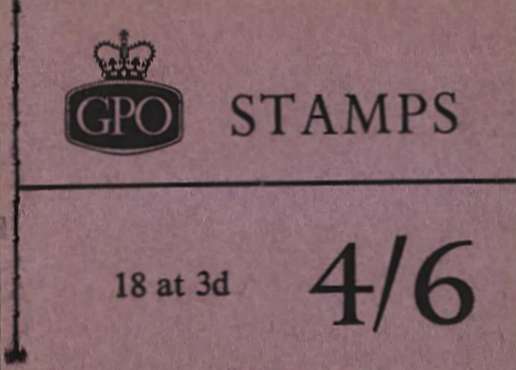 GPO STAMPS
18 at 3d 4/6